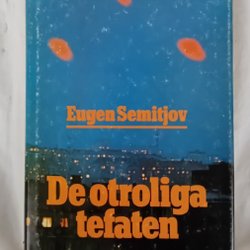 Eugen Semitjov
De otroliga
tefaten